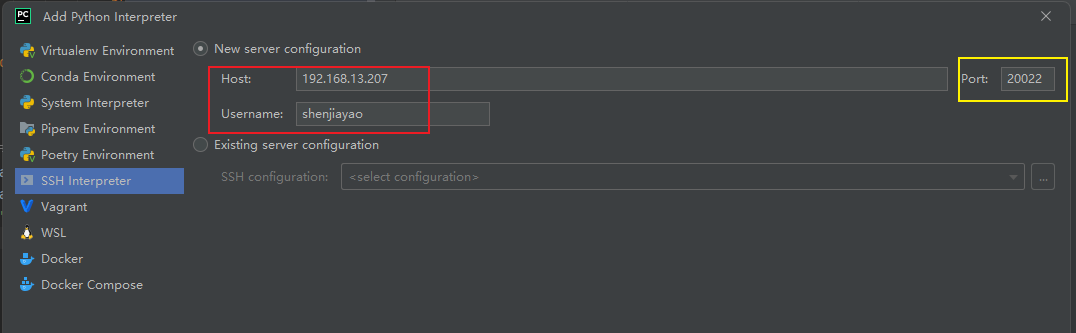 PC Add Python Interpreter
Virtualenv Environment
Conda Environment
System Interpreter
Pipenv Environment
Poetry Environment
SSH Interpreter
Vagrant
WSL
Docker
Docker Compose
New server configuration
Host: 192.168.13.207 Port: 20022
Username: shenjiayao
Existing server configuration
SSH configuration: <select configuration> ...